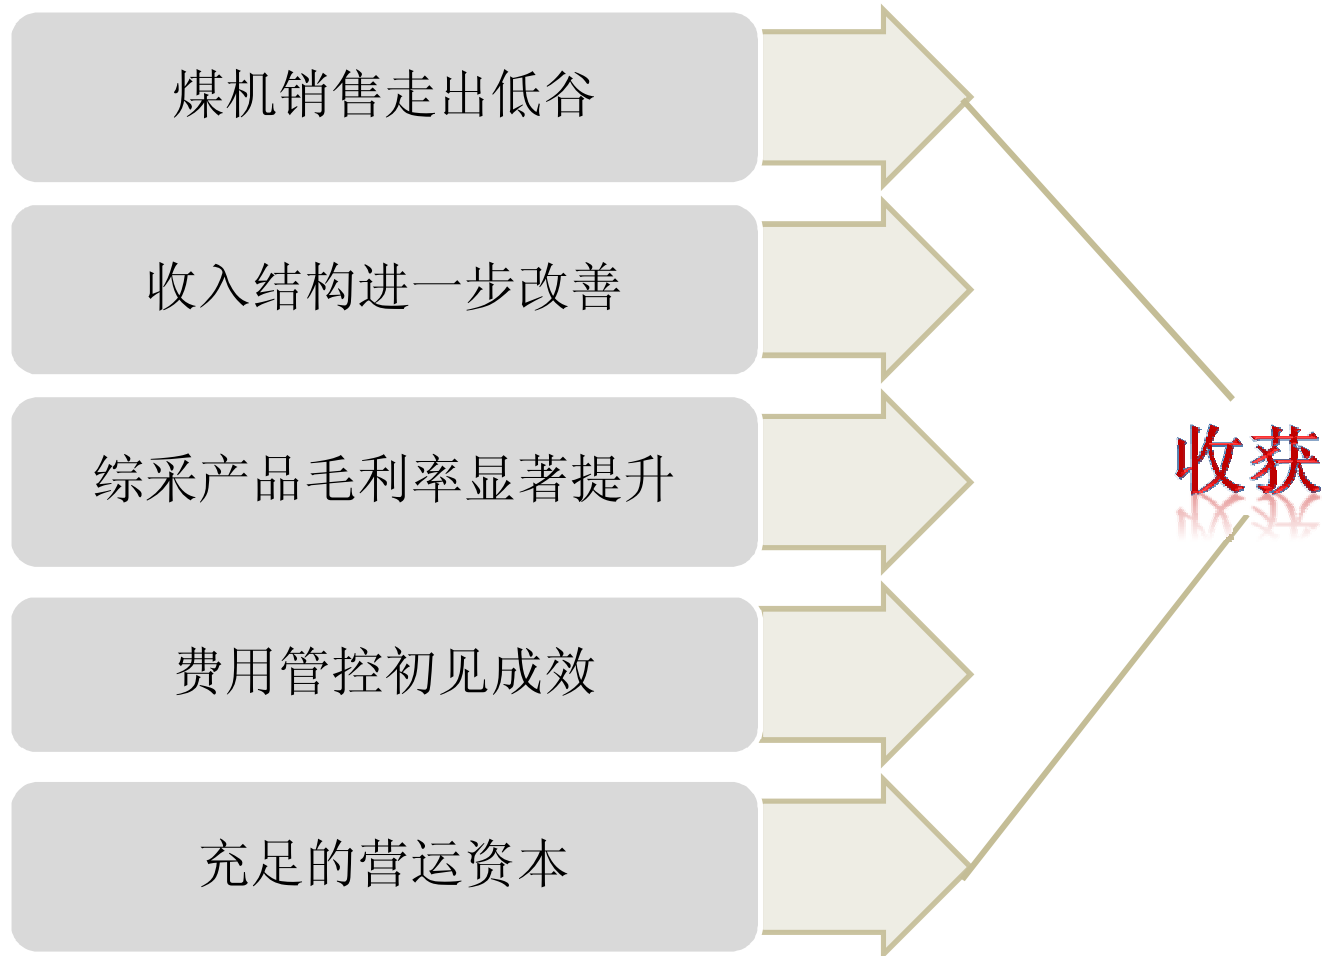 煤机销售走出低谷
收入结构进一步改善
综采产品毛利率显著提升
收获
费用管控初见成效
充足的营运资本